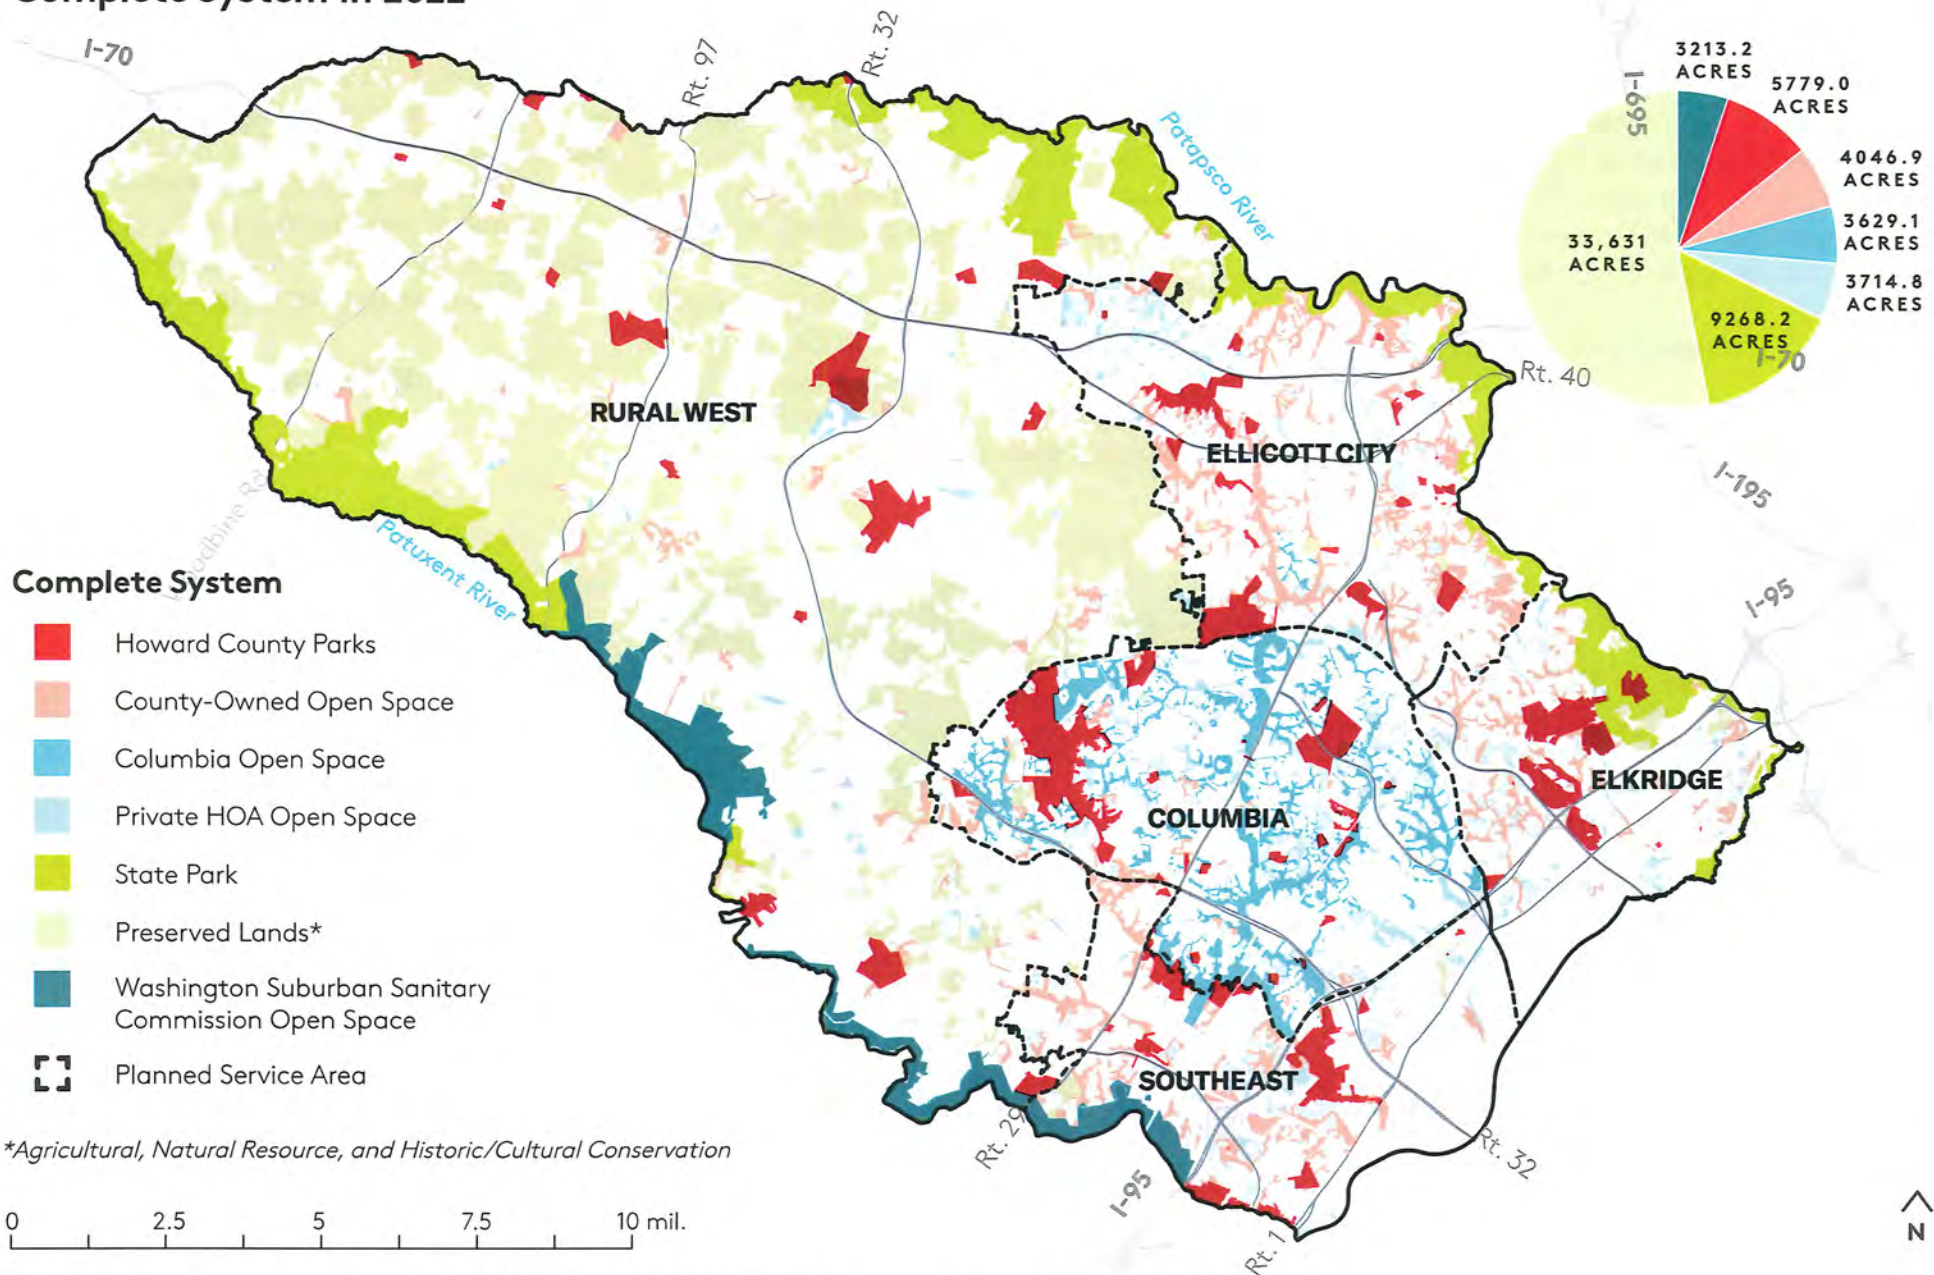 I-70
Rt. 97
Rt. 32
Patapsco River
I-695
3213.2
ACRES
5779.0
ACRES
4046.9
ACRES
3629.1
ACRES
3714.8
ACRES
9268.2
ACRES
33,631
ACRES
I-70
Rt. 40
RURAL WEST
ELLICOTT CITY
I-195
I-95
Patuxent River
COLUMBIA
ELKRIDGE
SOUTHEAST
Rt. 29
I-95
Rt. 1
Rt. 32
Complete System
Howard County Parks
County-Owned Open Space
Columbia Open Space
Private HOA Open Space
State Park
Preserved Lands*
Washington Suburban Sanitary
Commission Open Space
Planned Service Area
*Agricultural, Natural Resource, and Historic/Cultural Conservation
0 2.5 5 7.5 10 mil.
N